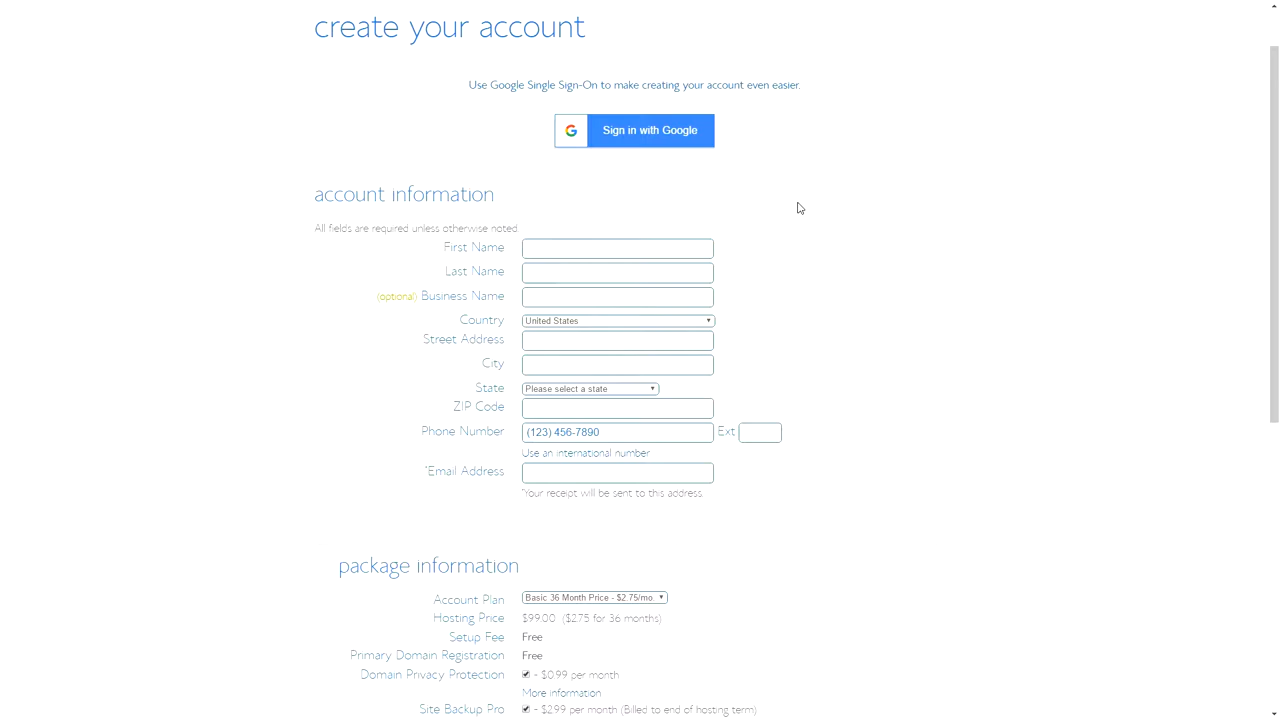 create your account
Use Google Single Sign-On to make creating your account even easier.
G Sign in with Google
account information
All fields are required unless otherwise noted
First Name
Last Name
(optional) Business Name
Country United States
Street Address
City
State Please select a state
ZIP Code
Phone Number (123) 456-7890 Ext
Use an international number
*Email Address
*Your receipt will be sent to this address
package information
Account Plan Basic 36 Month Price - $2.75/mo.
Hosting Price $99.00 ($2.75 for 36 months)
Setup Fee Free
Primary Domain Registration Free
Domain Privacy Protection - $0.99 per month
More information
Site Backup Pro - $2.99 per month (Billed to end of hosting term)